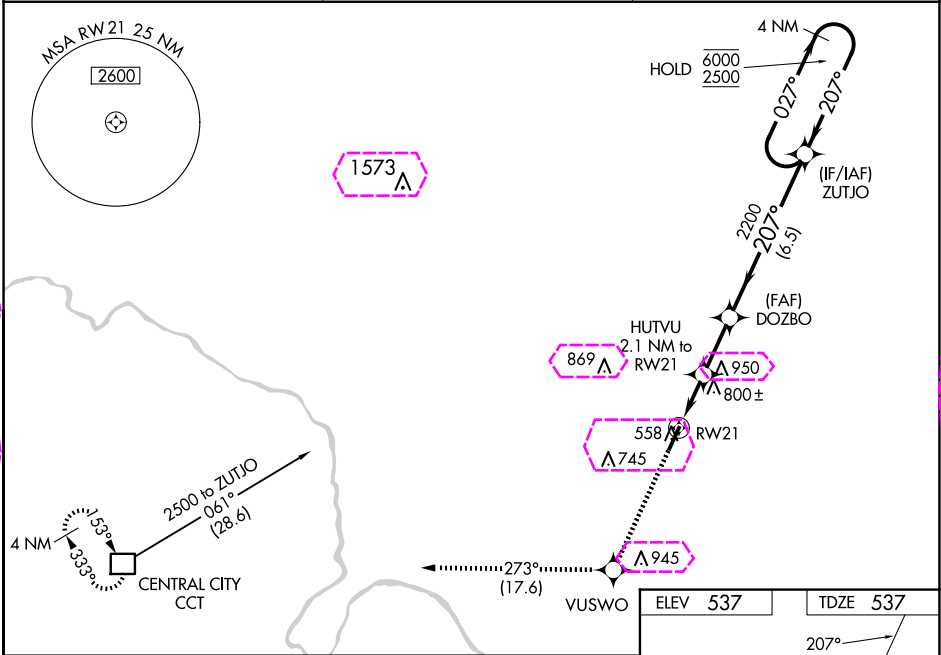 MSA RW 21 25 NM
2600
4 NM
HOLD
6000
2500
027°
207°
1573
(IF/IAF)
ZUTJO
2200
207°
(6.5)
(FAF)
DOZBO
HUTVU
2.1 NM to
RW21
869
950
800±
558
RW21
745
2500 to ZUTJO
061°
(28.6)
4 NM
153°
333°
CENTRAL CITY
CCT
273°
(17.6)
VUSWO
945
ELEV 537
TDZE 537
207°